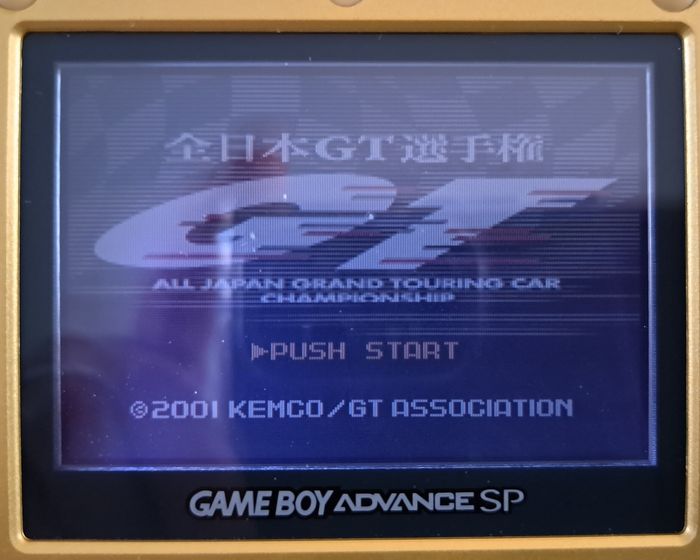 全日本GT選手権
GT
ALL JAPAN GRAND TOURING CAR
CHAMPIONSHIP
PUSH START
©2001 KEMCO/GT ASSOCIATION
GAME BOY ADVANCE SP